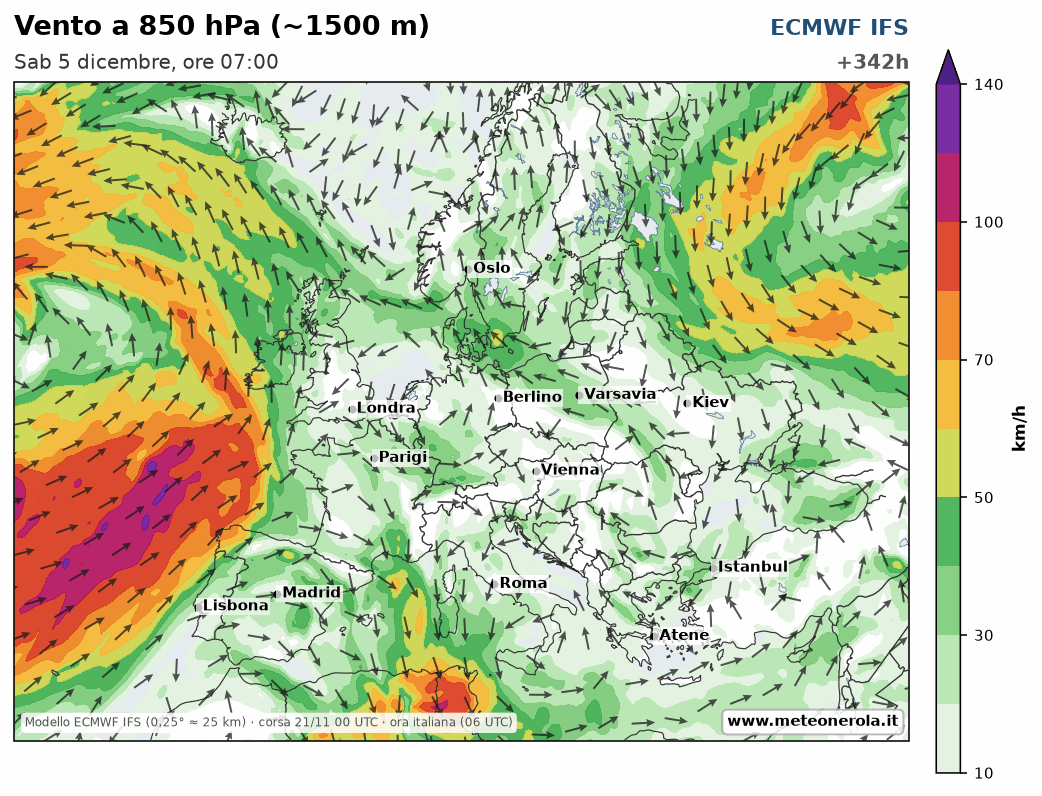 Vento a 850 hPa (~1500 m)
ECMWF IFS
Sab 5 dicembre, ore 07:00
+342h
140
100
70
50
30
10
km/h
Oslo
Londra
Berlino
Varsavia
Kiev
Parigi
Vienna
Istanbul
Roma
Madrid
Lisbona
Atene
Modello ECMWF IFS (0,25° ≈ 25 km) · corsa 21/11 00 UTC · ora italiana (06 UTC)
www.meteonerola.it